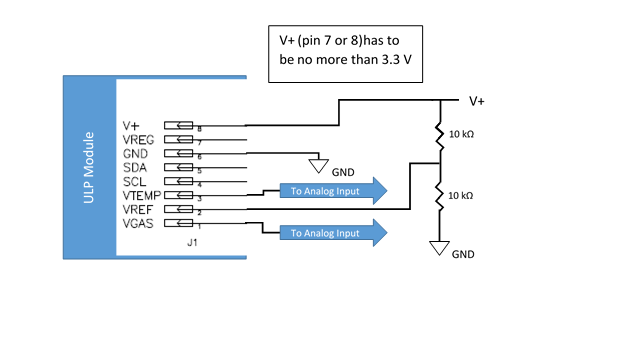 V+ (pin 7 or 8)has to
be no more than 3.3 V
V+
10 kΩ
10 kΩ
GND
ULP Module
V+ 8
VREG 7
GND 6
SDA 5
SCL 4
VTEMP 3
VREF 2
VGAS 1
J1
GND
To Analog Input
To Analog Input